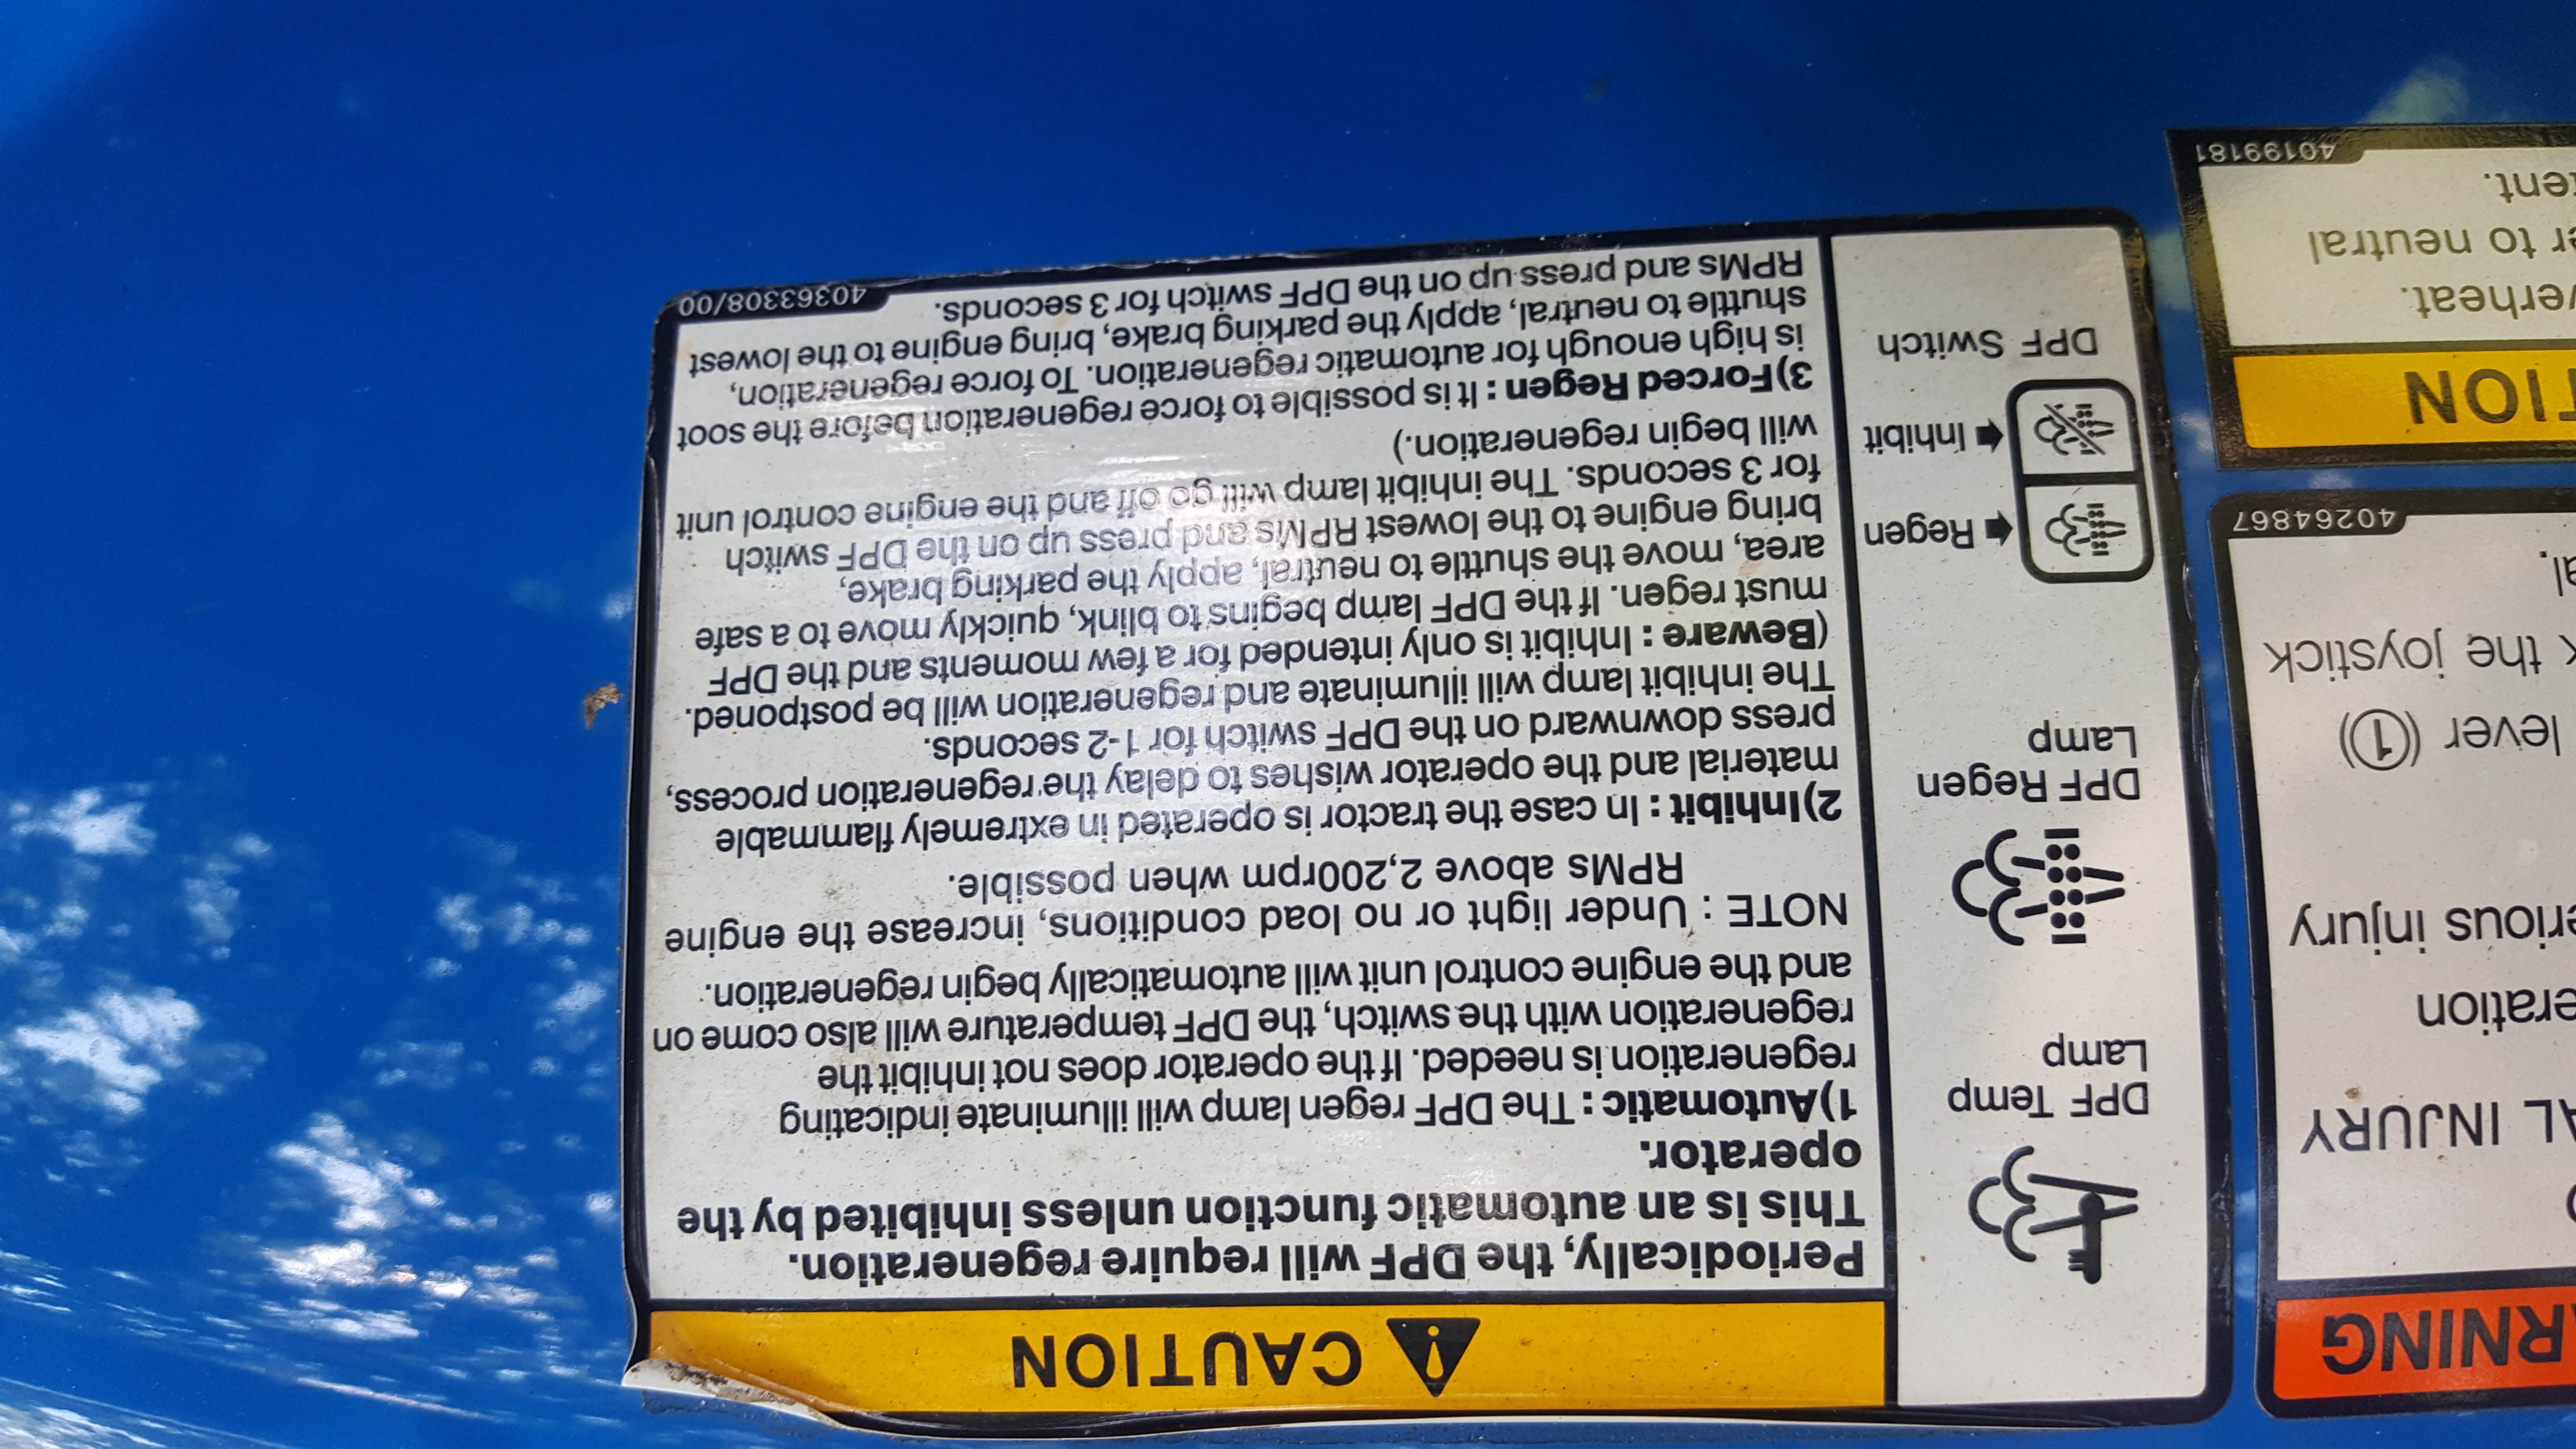 DPF Temp
Lamp
DPF Regen
Lamp
Regen
Inhibit
DPF Switch
CAUTION
Periodically, the DPF will require regeneration.
This is an automatic function unless inhibited by the
operator.
1)Automatic : The DPF regen lamp will illuminate indicating
regeneration is needed. If the operator does not inhibit the
regeneration with the switch, the DPF temperature will also come on
and the engine control unit will automatically begin regeneration.
NOTE : Under light or no load conditions, increase the engine
RPMs above 2,200rpm when possible.
2)Inhibit : In case the tractor is operated in extremely flammable
material and the operator wishes to delay the regeneration process,
press downward on the DPF switch for 1-2 seconds.
The inhibit lamp will illuminate and regeneration will be postponed.
(Beware : Inhibit is only intended for a few moments and the DPF
must regen. If the DPF lamp begins to blink, quickly move to a safe
area, move the shuttle to neutral, apply the parking brake,
bring engine to the lowest RPMs and press up on the DPF switch
for 3 seconds. The inhibit lamp will go off and the engine control unit
will begin regeneration.)
3)Forced Regen : It is possible to force regeneration before the soot
is high enough for automatic regeneration. To force regeneration,
shuttle to neutral, apply the parking brake, bring engine to the lowest
RPMs and press up on the DPF switch for 3 seconds.
40363308/00
RNING
AL INJURY
eration
erious injury
lever (①)
the joystick
al.
40264867
TION
verheat.
er to neutral
ent.
40199181